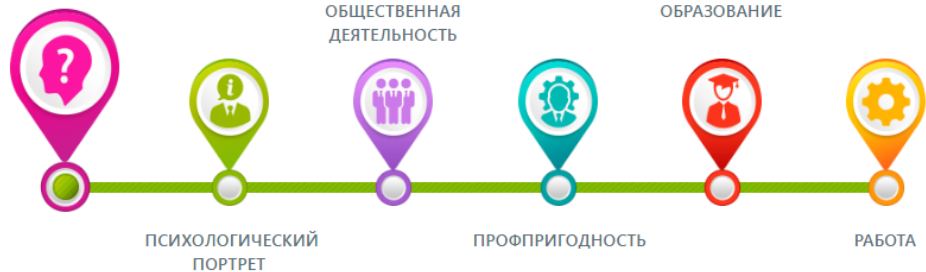 ОБЩЕСТВЕННАЯ
ДЕЯТЕЛЬНОСТЬ
ОБРАЗОВАНИЕ
?
i
ПСИХОЛОГИЧЕСКИЙ
ПОРТРЕТ
ПРОФПРИГОДНОСТЬ
РАБОТА